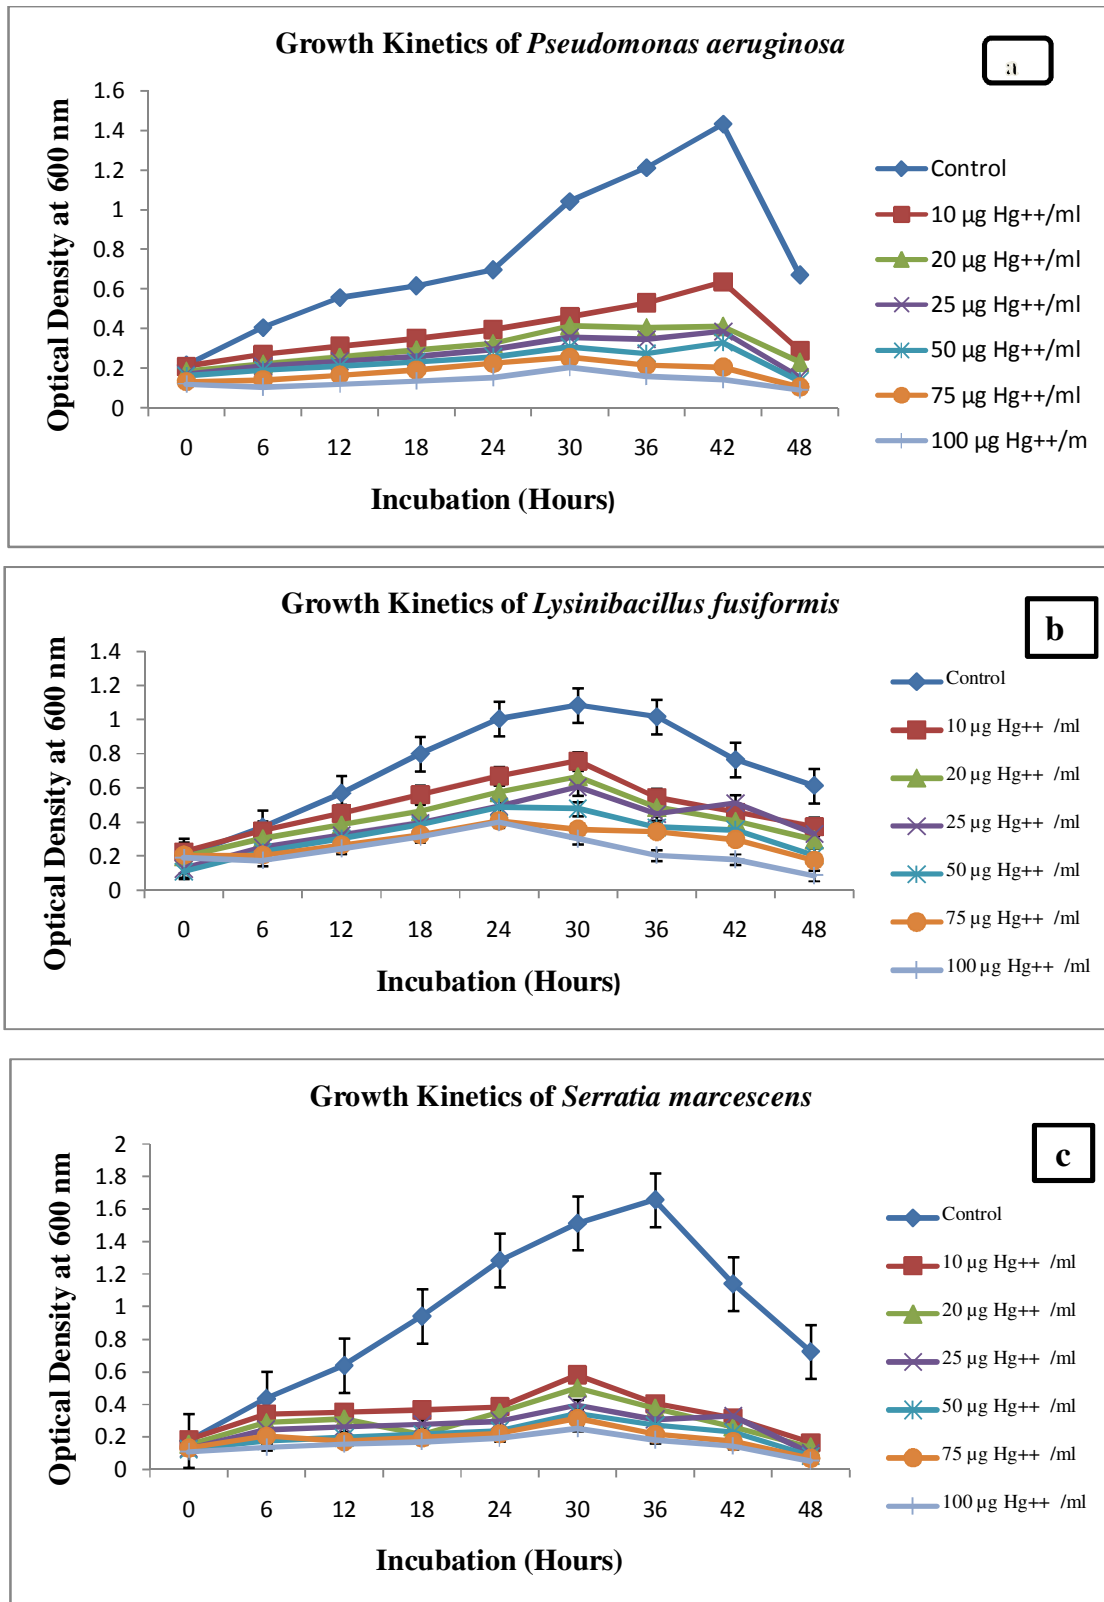 Growth Kinetics of Pseudomonas aeruginosa
a
Optical Density at 600 nm
1.6
1.4
1.2
1
0.8
0.6
0.4
0.2
0
0 6 12 18 24 30 36 42 48
Incubation (Hours)
Control
10 µg Hg++/ml
20 µg Hg++/ml
25 µg Hg++/ml
50 µg Hg++/ml
75 µg Hg++/ml
100 µg Hg++/m
Growth Kinetics of Lysinibacillus fusiformis
b
Optical Density at 600 nm
1.4
1.2
1
0.8
0.6
0.4
0.2
0
0 6 12 18 24 30 36 42 48
Incubation (Hours)
Control
10 µg Hg++ /ml
20 µg Hg++ /ml
25 µg Hg++ /ml
50 µg Hg++ /ml
75 µg Hg++ /ml
100 µg Hg++ /ml
Growth Kinetics of Serratia marcescens
c
Optical Density at 600 nm
2
1.8
1.6
1.4
1.2
1
0.8
0.6
0.4
0.2
0
0 6 12 18 24 30 36 42 48
Incubation (Hours)
Control
10 µg Hg++ /ml
20 µg Hg++ /ml
25 µg Hg++ /ml
50 µg Hg++ /ml
75 µg Hg++ /ml
100 µg Hg++ /ml